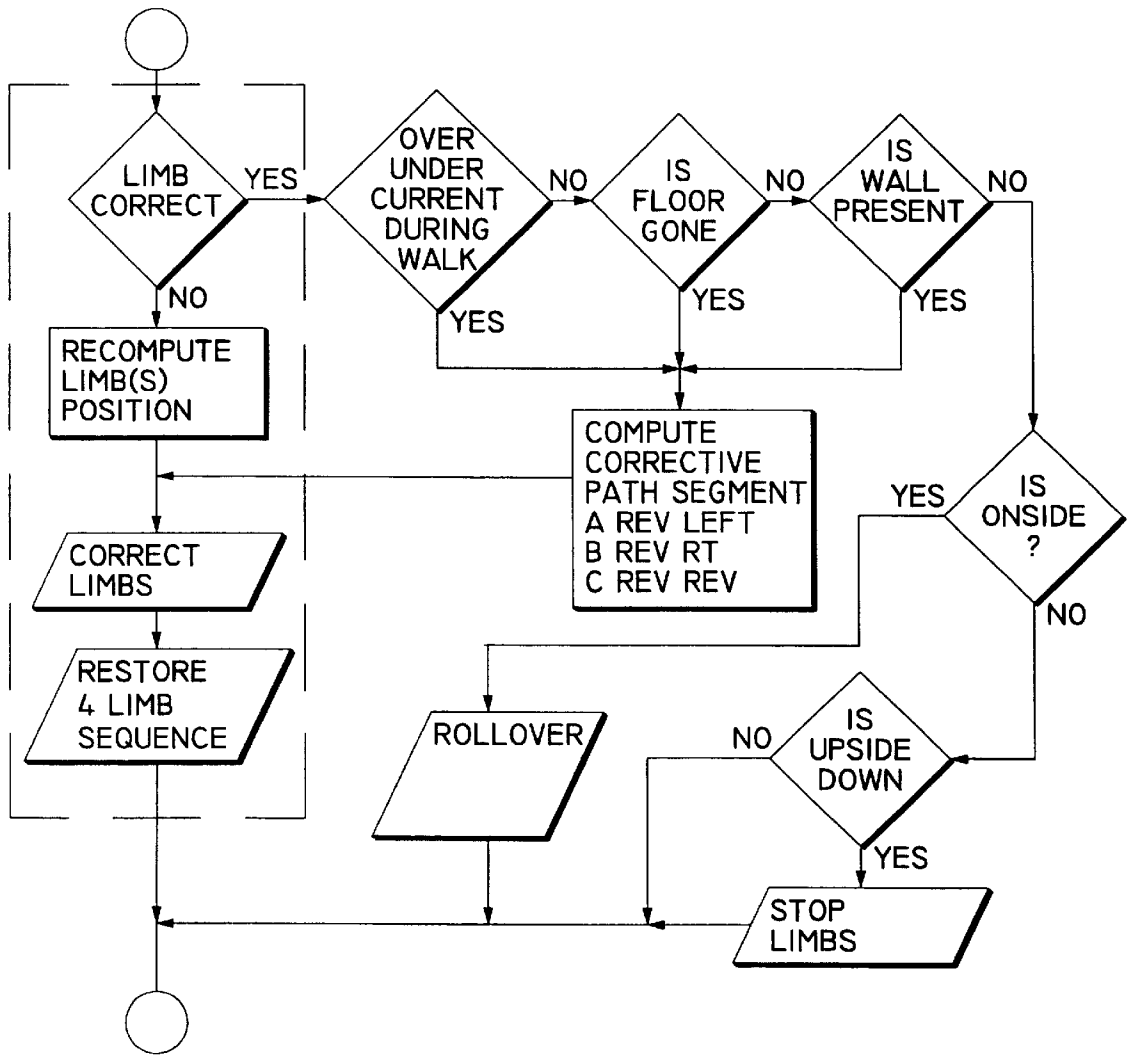 LIMB
CORRECT
YES
NO
OVER
UNDER
CURRENT
DURING
WALK
NO
YES
IS
FLOOR
GONE
NO
YES
IS
WALL
PRESENT
NO
YES
RECOMPUTE
LIMB(S)
POSITION
COMPUTE
CORRECTIVE
PATH SEGMENT
A REV LEFT
B REV RT
C REV REV
YES
IS
ONSIDE
?
NO
CORRECT
LIMBS
RESTORE
4 LIMB
SEQUENCE
ROLLOVER
NO
IS
UPSIDE
DOWN
YES
STOP
LIMBS